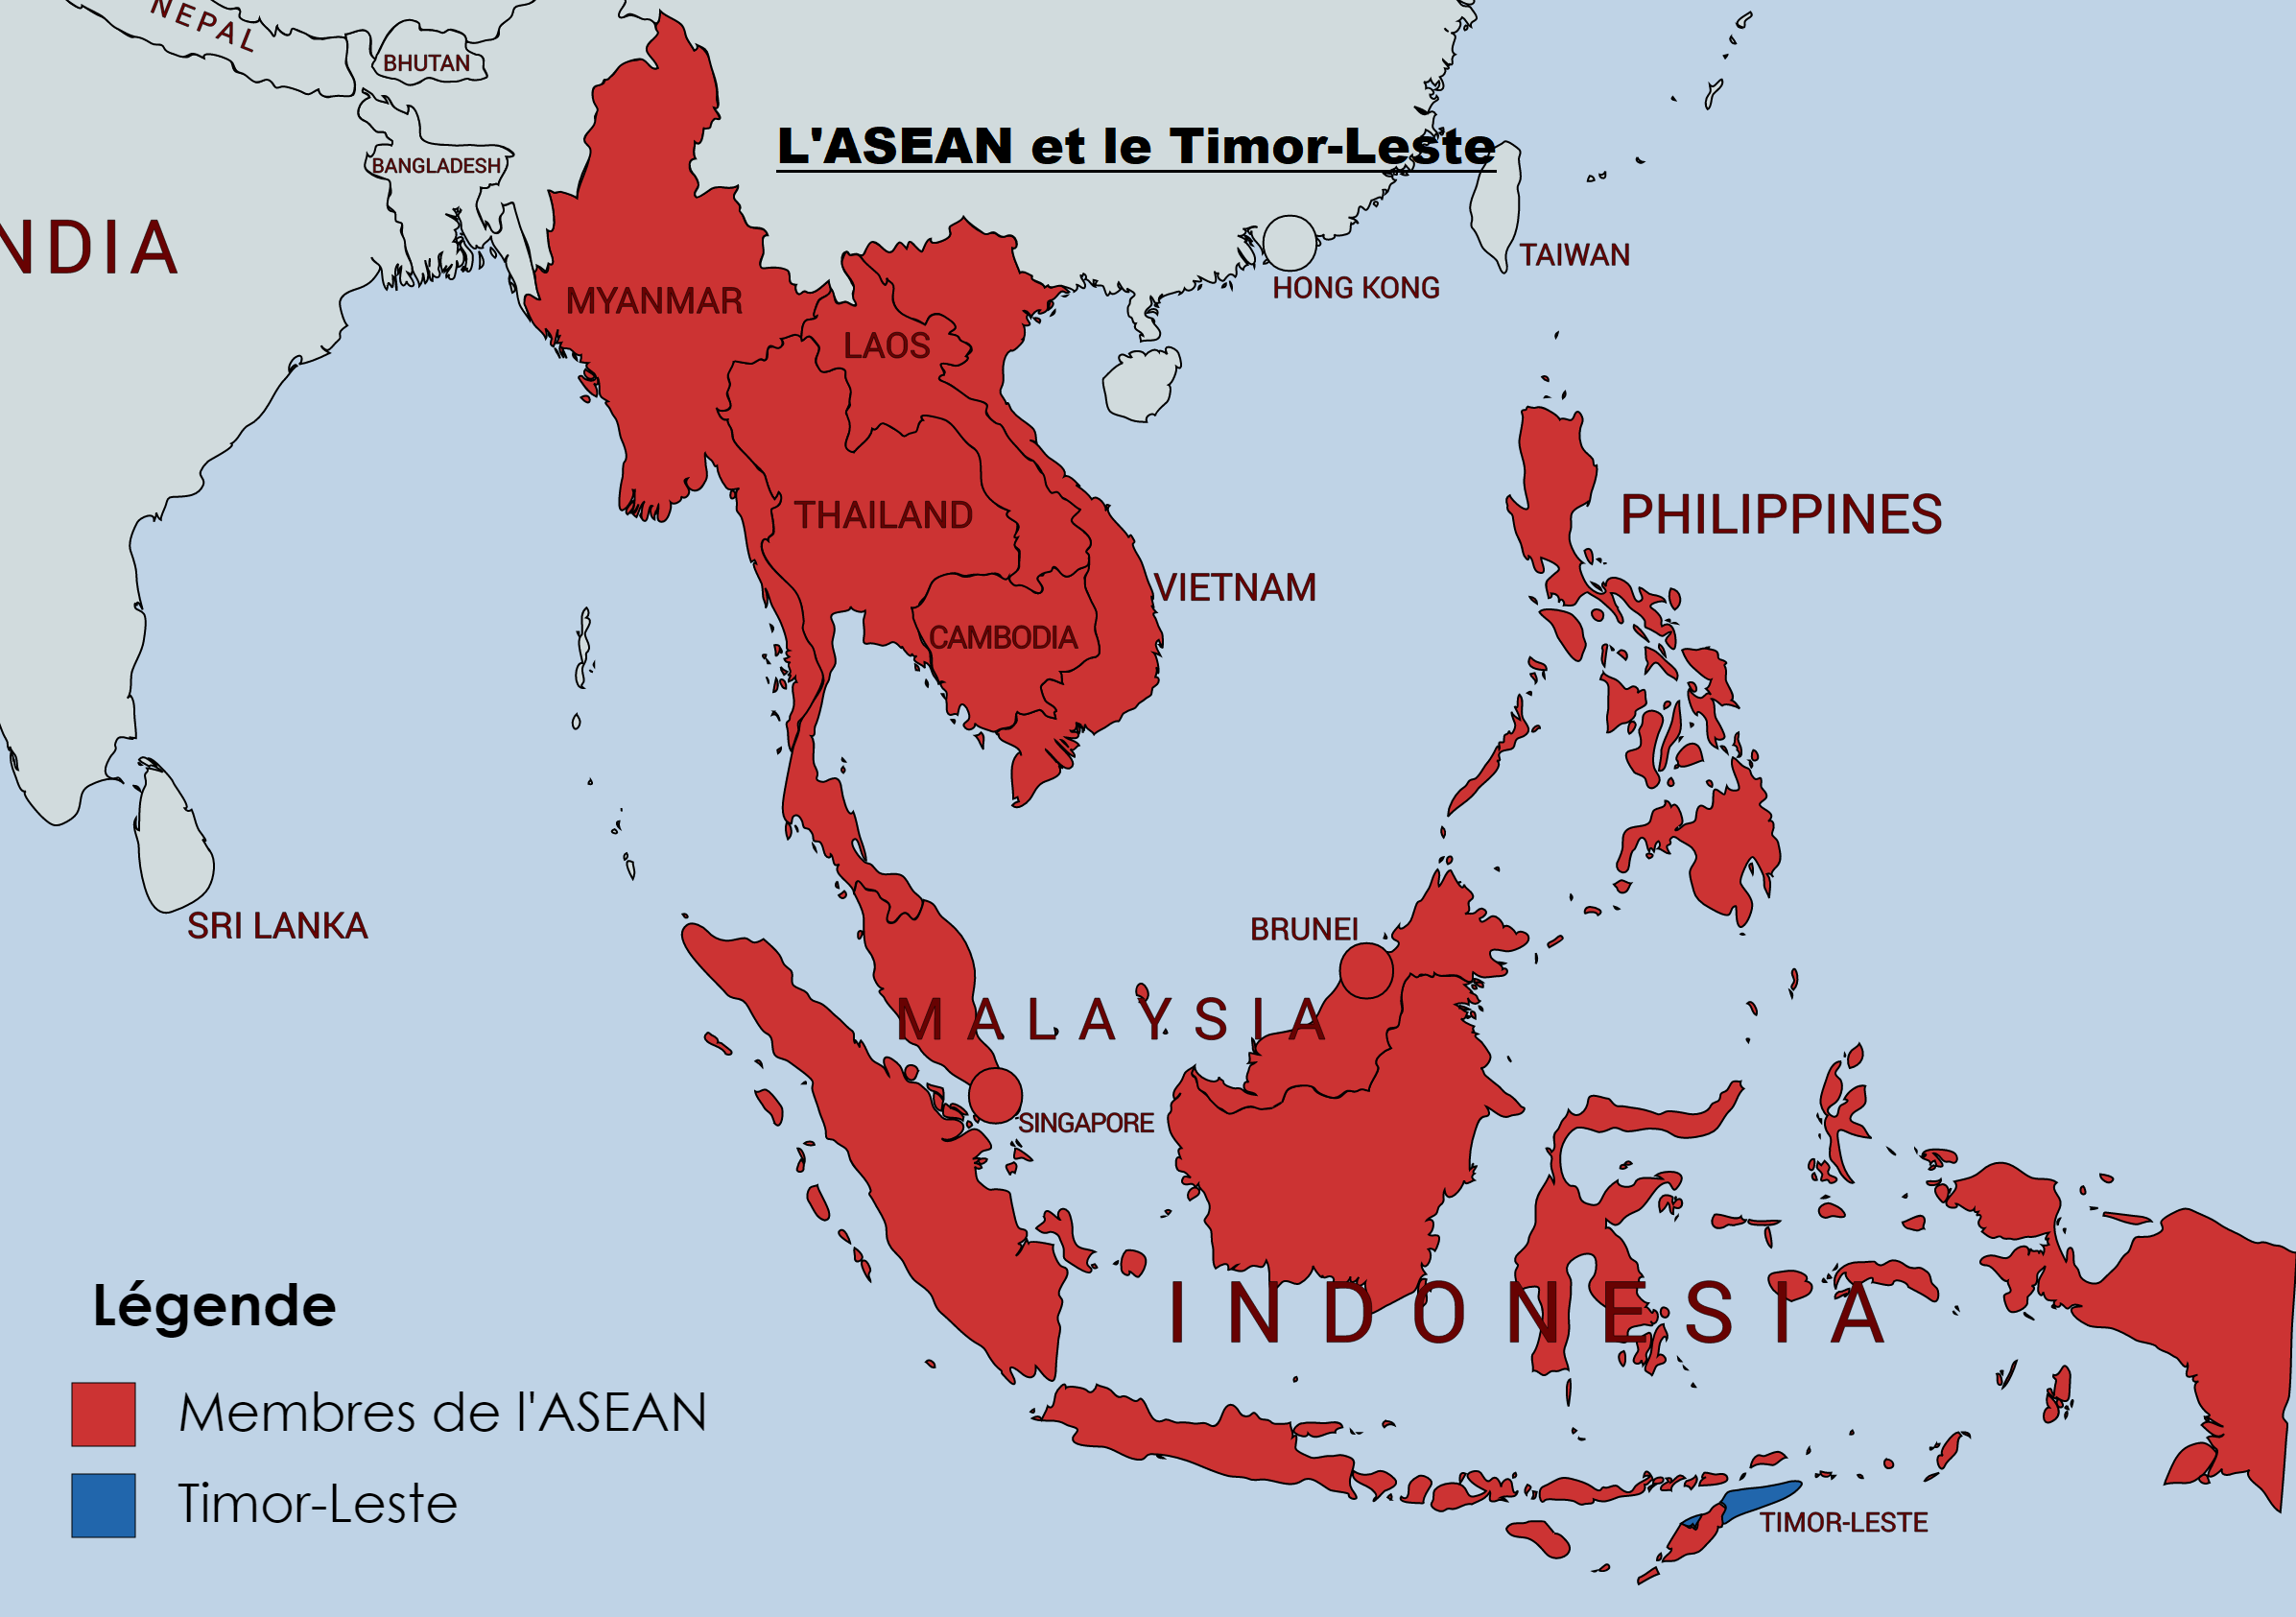 NEPAL
BHUTAN
L'ASEAN et le Timor-Leste
BANGLADESH
NDIA
TAIWAN
HONG KONG
MYANMAR
LAOS
THAILAND
PHILIPPINES
VIETNAM
CAMBODIA
SRI LANKA
BRUNEI
MALAYSIA
SINGAPORE
INDONESIA
Légende
Membres de l'ASEAN
Timor-Leste
TIMOR-LESTE